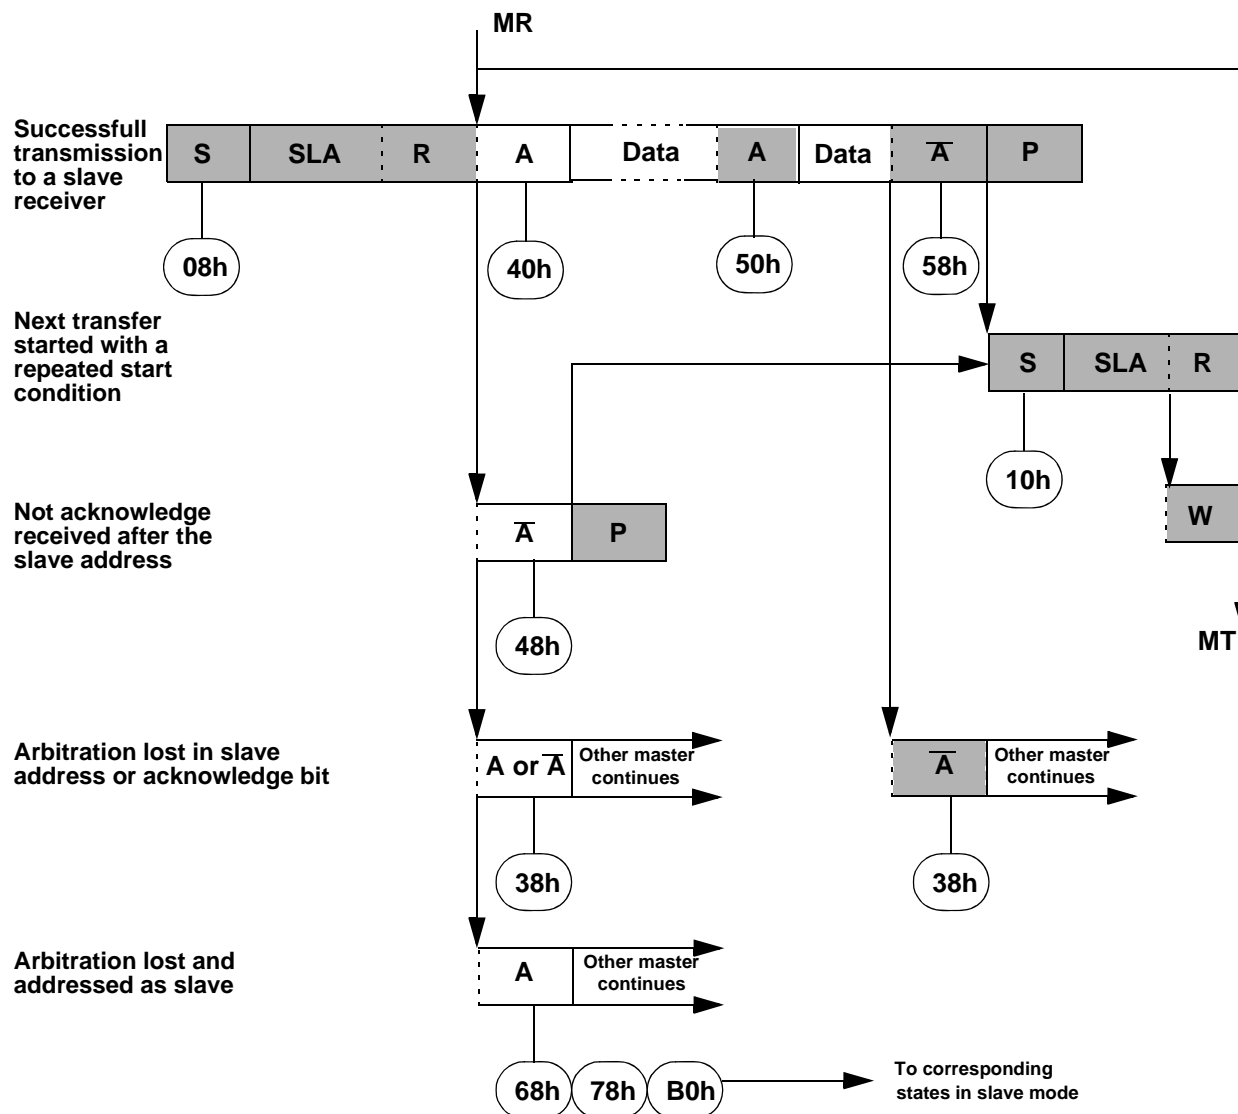 MR
Successfull
transmission
to a slave
receiver
S SLA R A Data A Data A̅ P
08h 40h 50h 58h
Next transfer
started with a
repeated start
condition
S SLA R
10h
Not acknowledge
received after the
slave address
A̅ P
W
48h
MT
Arbitration lost in slave
address or acknowledge bit
A or A̅ Other master
continues
A̅ Other master
continues
38h 38h
Arbitration lost and
addressed as slave
A Other master
continues
68h 78h B0h
To corresponding
states in slave mode